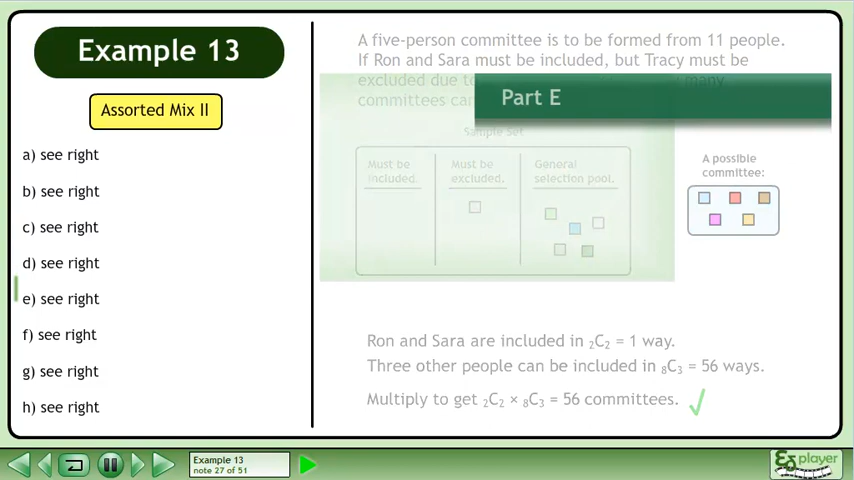 Example 13
Assorted Mix II
a) see right
b) see right
c) see right
d) see right
e) see right
f) see right
g) see right
h) see right
A five-person committee is to be formed from 11 people.
If Ron and Sara must be included, but Tracy must be
excluded due to many
committees can
Part E
Sample Set
Must be
included.
Must be
excluded.
General
selection pool.
A possible
committee:
Ron and Sara are included in ₂C₂ = 1 way.
Three other people can be included in ₈C₃ = 56 ways.
Multiply to get ₂C₂ × ₈C₃ = 56 committees.
Example 13
note 27 of 51
player